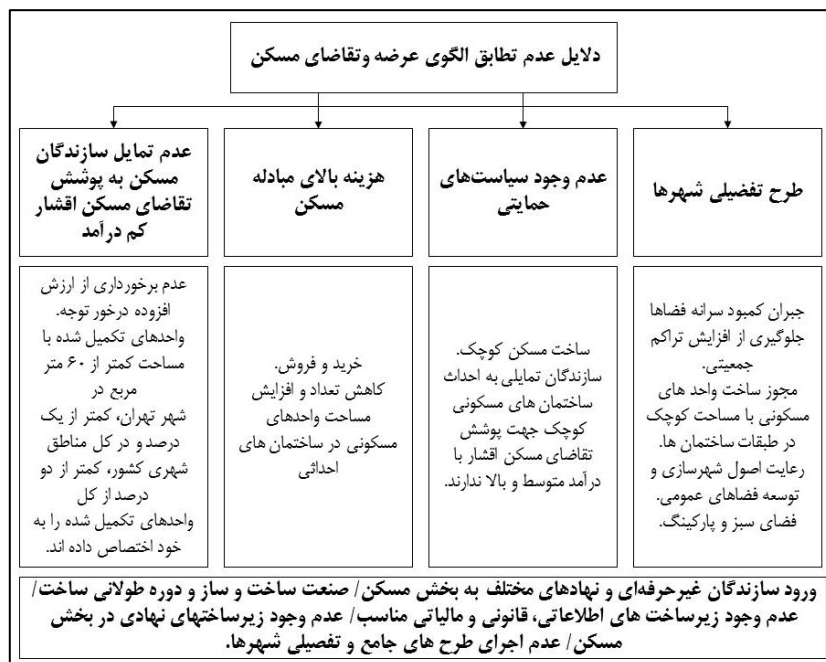 دلایل عدم تطابق الگوی عرضه وتقاضای مسکن
طرح تفضیلی شهرها
جبران کمبود سرانه فضاها
جلوگیری از افزایش تراکم
جمعیتی.
مجوز ساخت واحد های
مسکونی با مساحت کوچک
در طبقات ساختمان ها.
رعایت اصول شهرسازی و
توسعه فضاهای عمومی.
فضای سبز و پارکینگ.
عدم وجود سیاست‌های
حمایتی
ساخت مسکن کوچک.
سازندگان تمایلی به احداث
ساختمان های مسکونی
کوچک جهت پوشش
تقاضای مسکن اقشار با
درآمد متوسط و بالا ندارند.
هزینه بالای مبادله
مسکن
خرید و فروش.
کاهش تعداد و افزایش
مساحت واحدهای
مسکونی در ساختمان های
احداثی
عدم تمایل سازندگان
مسکن به پوشش
تقاضای مسکن اقشار
کم درآمد
عدم برخورداری از ارزش
افزوده درخور توجه.
واحدهای تکمیل شده با
مساحت کمتر از ۶۰ متر
مربع در
شهر تهران، کمتر از یک
درصد و در کل مناطق
شهری کشور، کمتر از دو
درصد از کل
واحدهای تکمیل شده را به
خود اختصاص داده اند.
ورود سازندگان غیرحرفه‌ای و نهادهای مختلف به بخش مسکن/ صنعت ساخت و ساز و دوره طولانی ساخت/
عدم وجود زیرساخت های اطلاعاتی، قانونی و مالیاتی مناسب/ عدم وجود زیرساختهای نهادی در بخش
مسکن/ عدم اجرای طرح های جامع و تفصیلی شهرها.